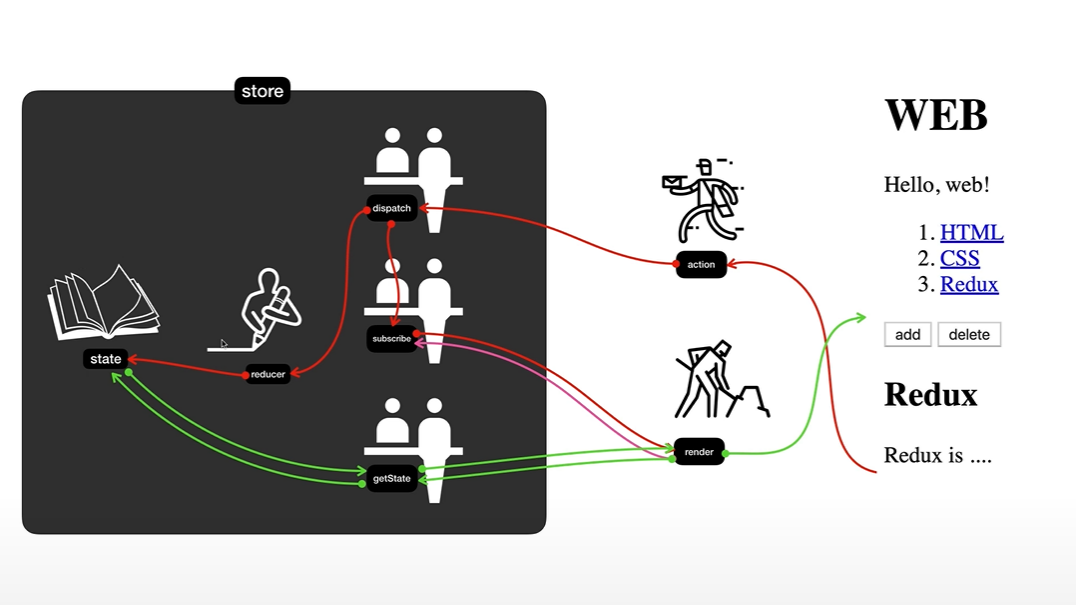 store
dispatch
subscribe
state
reducer
getState
action
render
WEB
Hello, web!
1. HTML
2. CSS
3. Redux
add delete
Redux
Redux is ....